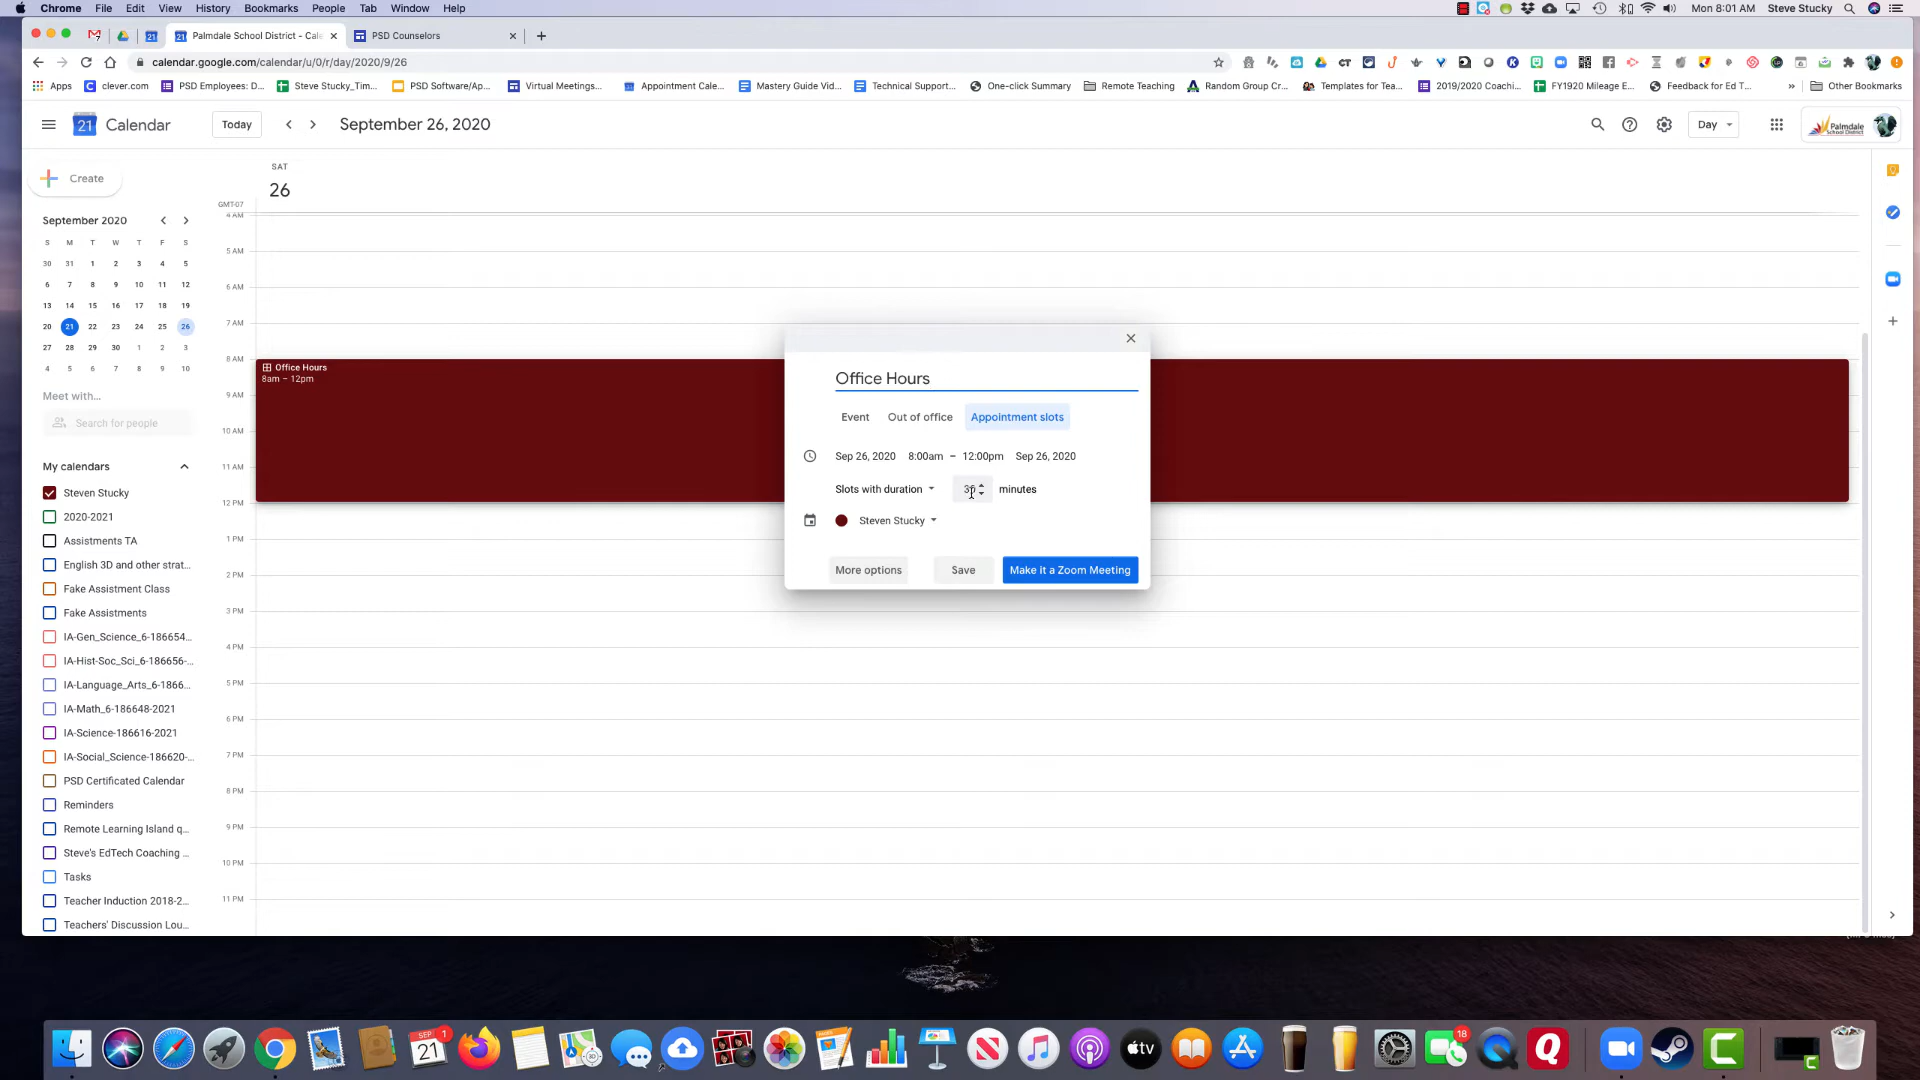 Chrome File Edit View History Bookmarks People Tab Window Help Mon 8:01 AM Steve Stucky
Palmdale School District - Cale PSD Counselors
calendar.google.com/calendar/u/0/r/day/2020/9/26
Apps clever.com PSD Employees: D... Steve Stucky_Tim... PSD Software/Ap... Virtual Meetings... Appointment Cale... Mastery Guide Vid... Technical Support... One-click Summary Remote Teaching Random Group Cr... Templates for Tea... 2019/2020 Coachi... FY1920 Mileage E... Feedback for Ed T... » Other Bookmarks
21 Calendar Today September 26, 2020 Day Palmdale School District
SAT
26
Create
GMT-07
September 2020
S M T W T F S
30 31 1 2 3 4 5
6 7 8 9 10 11 12
13 14 15 16 17 18 19
20 21 22 23 24 25 26
27 28 29 30 1 2 3
4 5 6 7 8 9 10
Meet with...
Search for people
My calendars
Steven Stucky
2020-2021
Assistments TA
English 3D and other strat...
Fake Assistment Class
Fake Assistments
IA-Gen_Science_6-186654...
IA-Hist-Soc_Sci_6-186656-...
IA-Language_Arts_6-1866...
IA-Math_6-186648-2021
IA-Science-186616-2021
IA-Social_Science-186620-...
PSD Certificated Calendar
Reminders
Remote Learning Island q...
Steve's EdTech Coaching ...
Tasks
Teacher Induction 2018-2...
Teachers' Discussion Lou...
4 AM
5 AM
6 AM
7 AM
8 AM
9 AM
10 AM
11 AM
12 PM
1 PM
2 PM
3 PM
4 PM
5 PM
6 PM
7 PM
8 PM
9 PM
10 PM
11 PM
Office Hours
8am – 12pm
Office Hours
Event Out of office Appointment slots
Sep 26, 2020 8:00am – 12:00pm Sep 26, 2020
Slots with duration 30 minutes
Steven Stucky
More options Save Make it a Zoom Meeting
SEP 1
21
tv
18